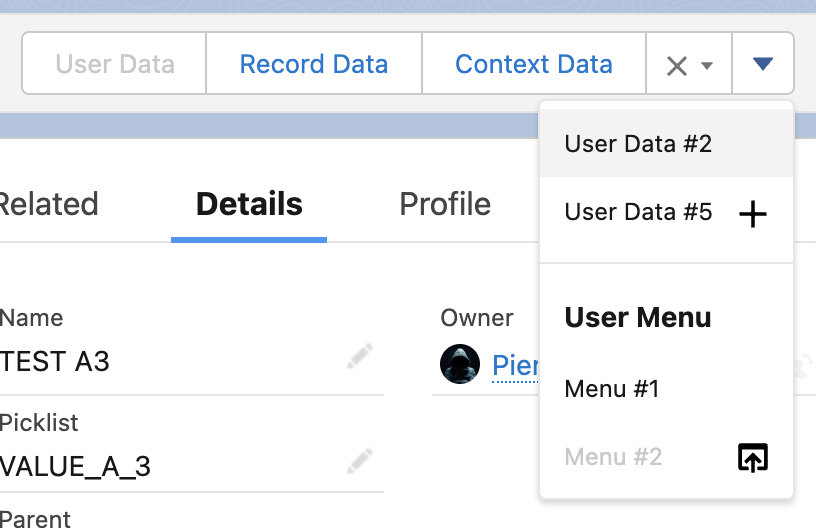 User Data
Record Data
Context Data
User Data #2
User Data #5
User Menu
Menu #1
Menu #2
Related
Details
Profile
Name
TEST A3
Owner
Pier
Picklist
VALUE_A_3
Parent